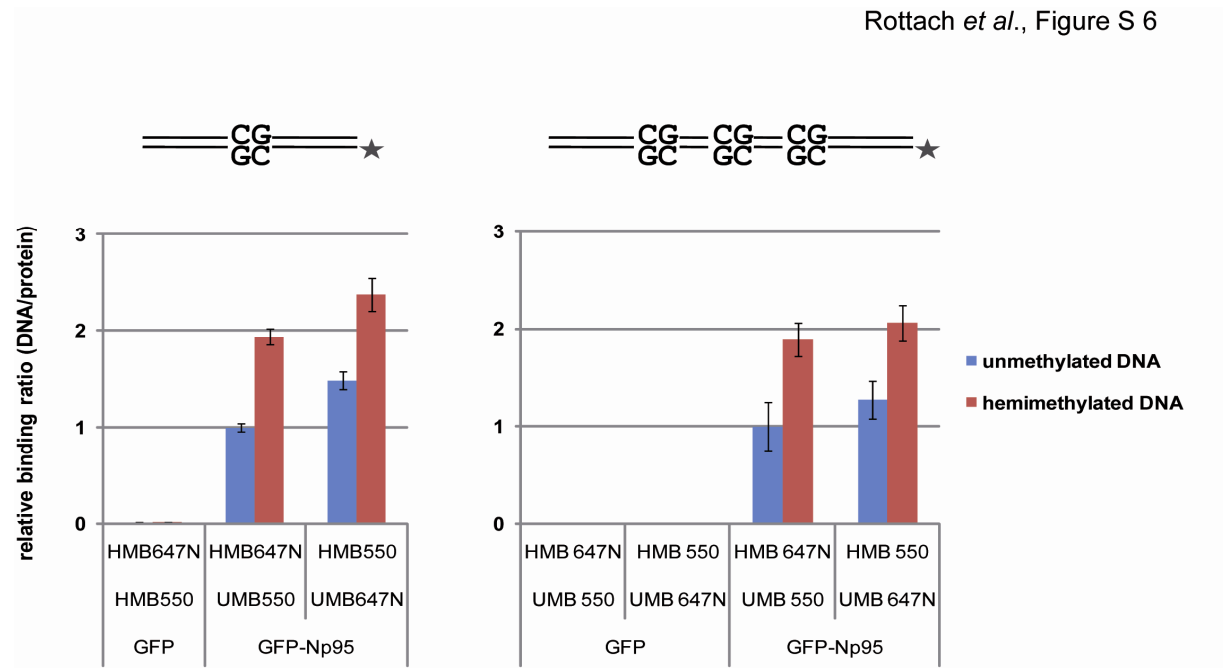 Rottach et al., Figure S 6
CG
GC
CG CG CG
GC GC GC
relative binding ratio (DNA/protein)
3
2
1
0
HMB647N HMB647N HMB550
HMB550 UMB550 UMB647N
GFP GFP-Np95
3
2
1
0
HMB 647N HMB 550 HMB 647N HMB 550
UMB 550 UMB 647N UMB 550 UMB 647N
GFP GFP-Np95
unmethylated DNA
hemimethylated DNA